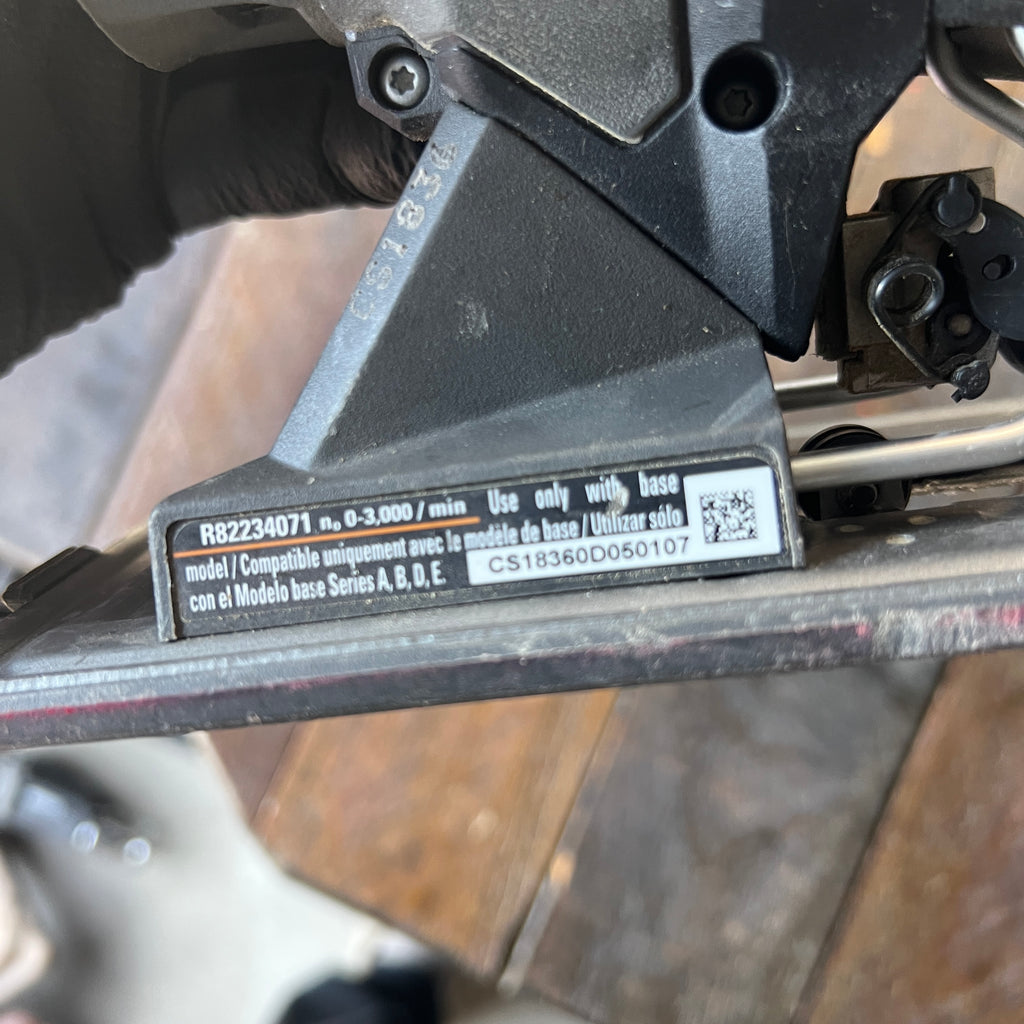 CS1836
R82234071 n₀ 0-3,000 / min Use only with base
model / Compatible uniquement avec le modèle de base / Utilizar sólo
con el Modelo base Series A, B, D, E.
CS18360D050107